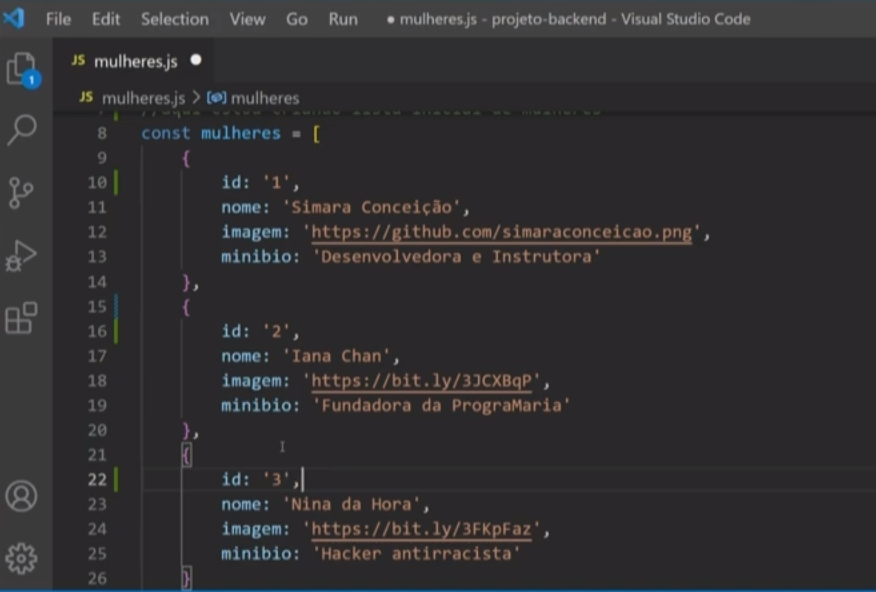 File Edit Selection View Go Run ● mulheres.js - projeto-backend - Visual Studio Code
JS mulheres.js ●
1
JS mulheres.js > [@] mulheres
8 const mulheres = [
9 {
10 id: '1',
11 nome: 'Simara Conceição',
12 imagem: 'https://github.com/simaraconceicao.png',
13 minibio: 'Desenvolvedora e Instrutora'
14 },
15 {
16 id: '2',
17 nome: 'Iana Chan',
18 imagem: 'https://bit.ly/3JCXBqP',
19 minibio: 'Fundadora da PrograMaria'
20 },
21 {
22 id: '3',
23 nome: 'Nina da Hora',
24 imagem: 'https://bit.ly/3FKpFaz',
25 minibio: 'Hacker antirracista'
26 }